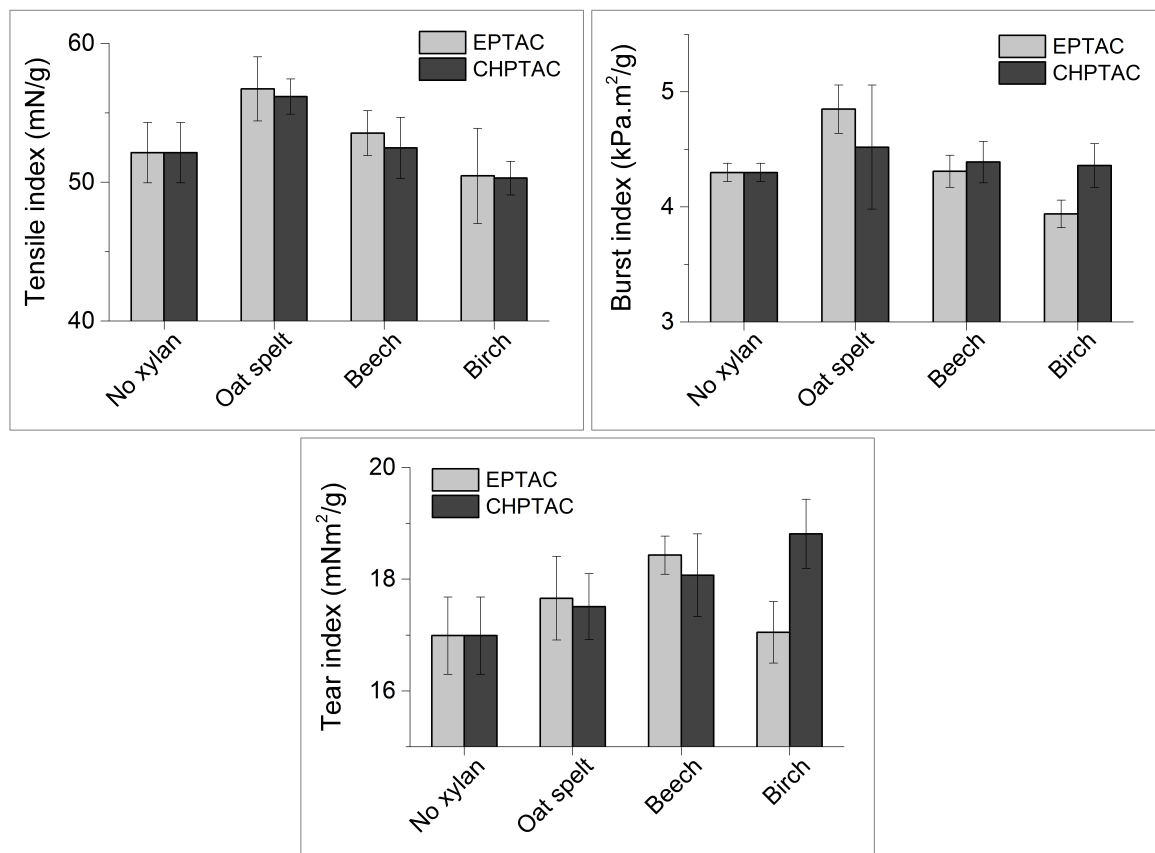 Tensile index (mN/g)
60
50
40
EPTAC
CHPTAC
No xylan
Oat spelt
Beech
Birch
Burst index (kPa.m²/g)
5
4
3
EPTAC
CHPTAC
No xylan
Oat spelt
Beech
Birch
Tear index (mNm²/g)
20
18
16
EPTAC
CHPTAC
No xylan
Oat spelt
Beech
Birch